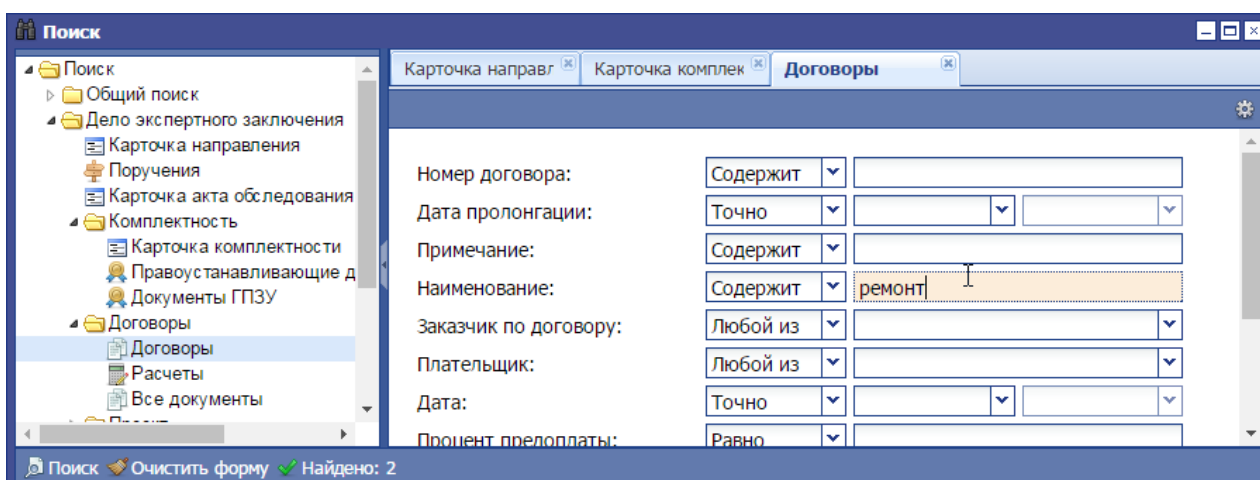 Поиск
Поиск
Общий поиск
Дело экспертного заключения
Карточка направления
Поручения
Карточка акта обследования
Комплектность
Карточка комплектности
Правоустанавливающие д
Документы ГПЗУ
Договоры
Договоры
Расчеты
Все документы
Проект
Карточка направл Карточка комплек Договоры
Номер договора: Содержит
Дата пролонгации: Точно
Примечание: Содержит
Наименование: Содержит ремонт
Заказчик по договору: Любой из
Плательщик: Любой из
Дата: Точно
Процент предоплаты: Равно
Поиск Очистить форму Найдено: 2